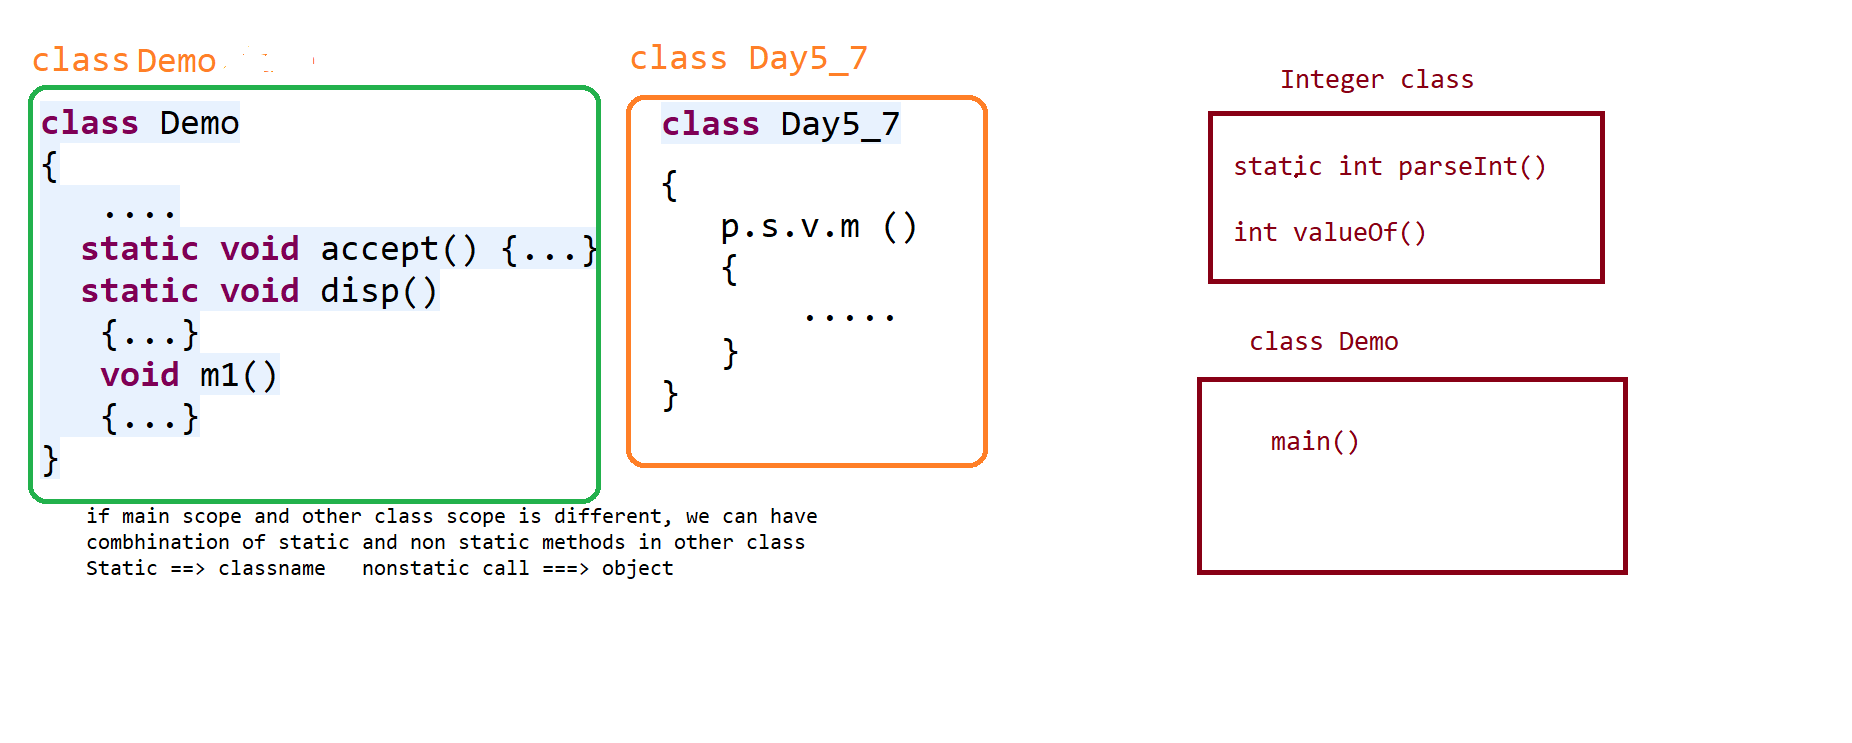 class Demo
class Demo
{
....
static void accept() {...}
static void disp()
{...}
void m1()
{...}
}
class Day5_7
class Day5_7
{
p.s.v.m ()
{
.....
}
}
if main scope and other class scope is different, we can have
combhination of static and non static methods in other class
Static ==> classname   nonstatic call ===> object
Integer class
static int parseInt()
int valueOf()
class Demo
main()